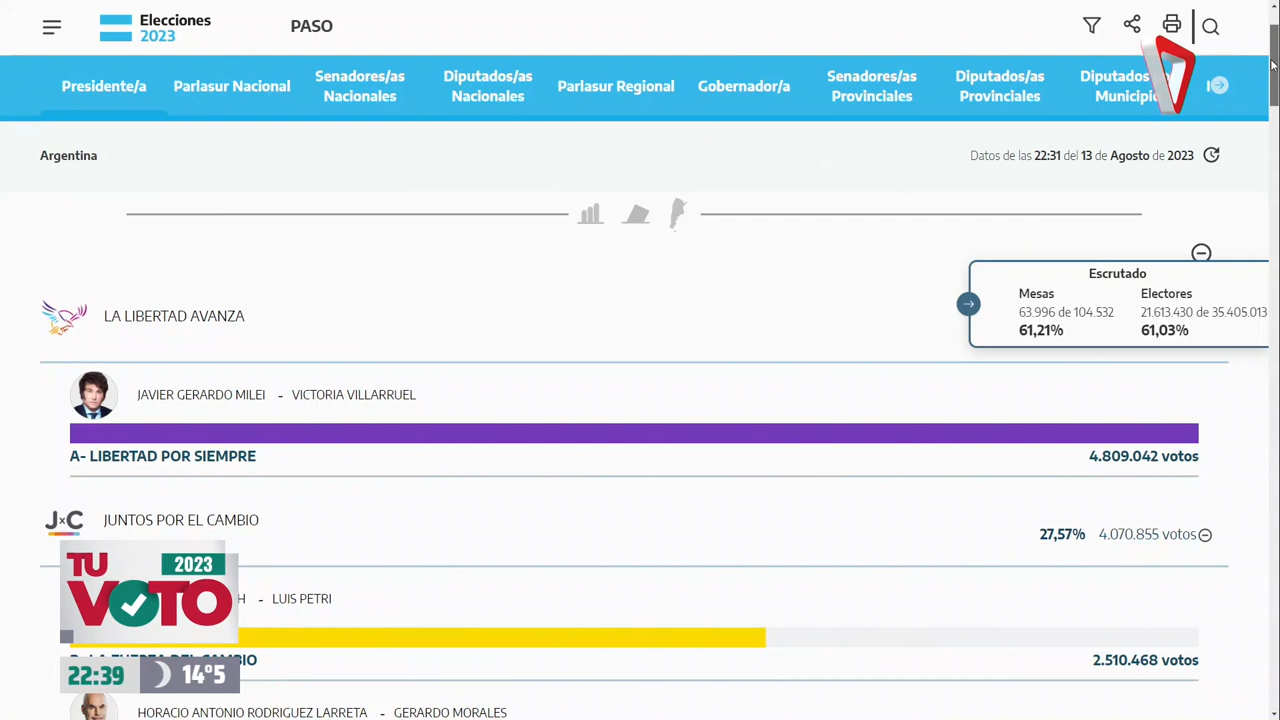 Elecciones
2023
PASO
Presidente/a
Parlasur Nacional
Senadores/as
Nacionales
Diputados/as
Nacionales
Parlasur Regional
Gobernador/a
Senadores/as
Provinciales
Diputados/as
Provinciales
Diputados
Municip
Argentina
Datos de las 22:31 del 13 de Agosto de 2023
Escrutado
Mesas
Electores
63.996 de 104.532
21.613.430 de 35.405.013
61,21%
61,03%
LA LIBERTAD AVANZA
JAVIER GERARDO MILEI - VICTORIA VILLARRUEL
A- LIBERTAD POR SIEMPRE
4.809.042 votos
JxC
JUNTOS POR EL CAMBIO
27,57% 4.070.855 votos
TU
2023
VOTO
H - LUIS PETRI
CAMBIO
2.510.468 votos
22:39
14°5
HORACIO ANTONIO RODRIGUEZ LARRETA - GERARDO MORALES